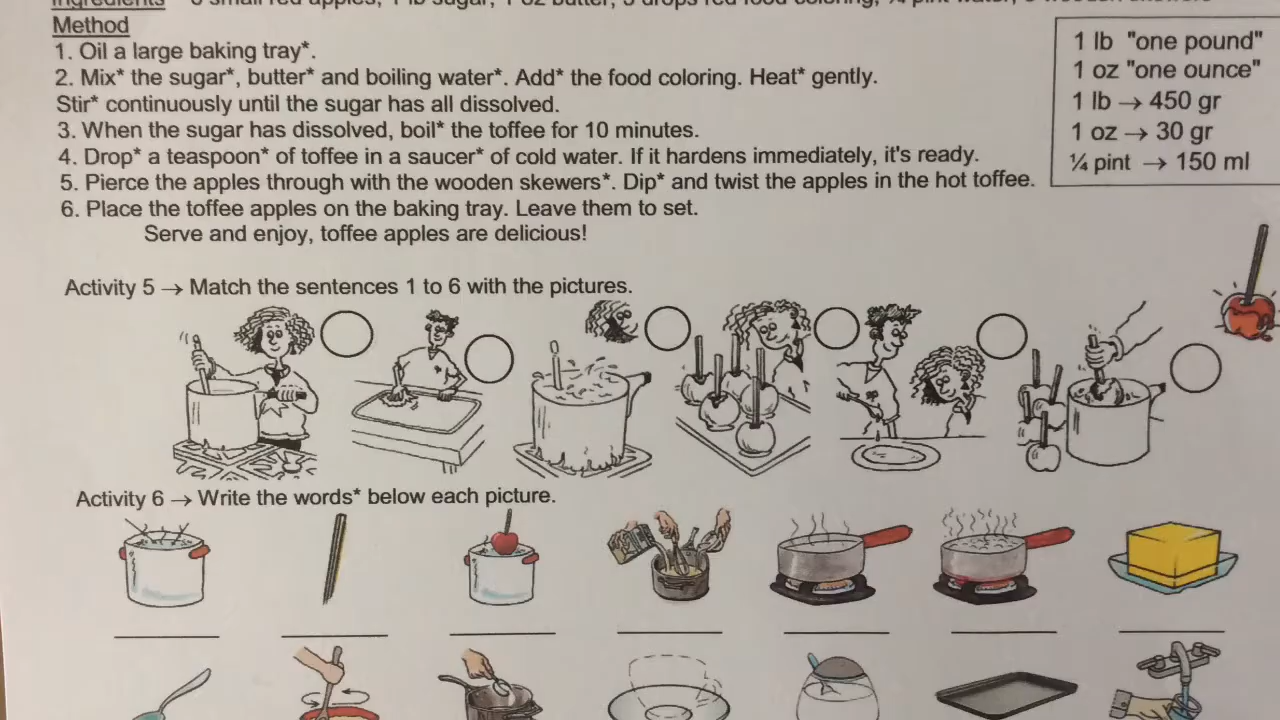 Method
1. Oil a large baking tray*.
2. Mix* the sugar*, butter* and boiling water*. Add* the food coloring. Heat* gently.
Stir* continuously until the sugar has all dissolved.
3. When the sugar has dissolved, boil* the toffee for 10 minutes.
4. Drop* a teaspoon* of toffee in a saucer* of cold water. If it hardens immediately, it's ready.
5. Pierce the apples through with the wooden skewers*. Dip* and twist the apples in the hot toffee.
6. Place the toffee apples on the baking tray. Leave them to set.
Serve and enjoy, toffee apples are delicious!
1 lb "one pound"
1 oz "one ounce"
1 lb → 450 gr
1 oz → 30 gr
¼ pint → 150 ml
Activity 5 → Match the sentences 1 to 6 with the pictures.
Activity 6 → Write the words* below each picture.